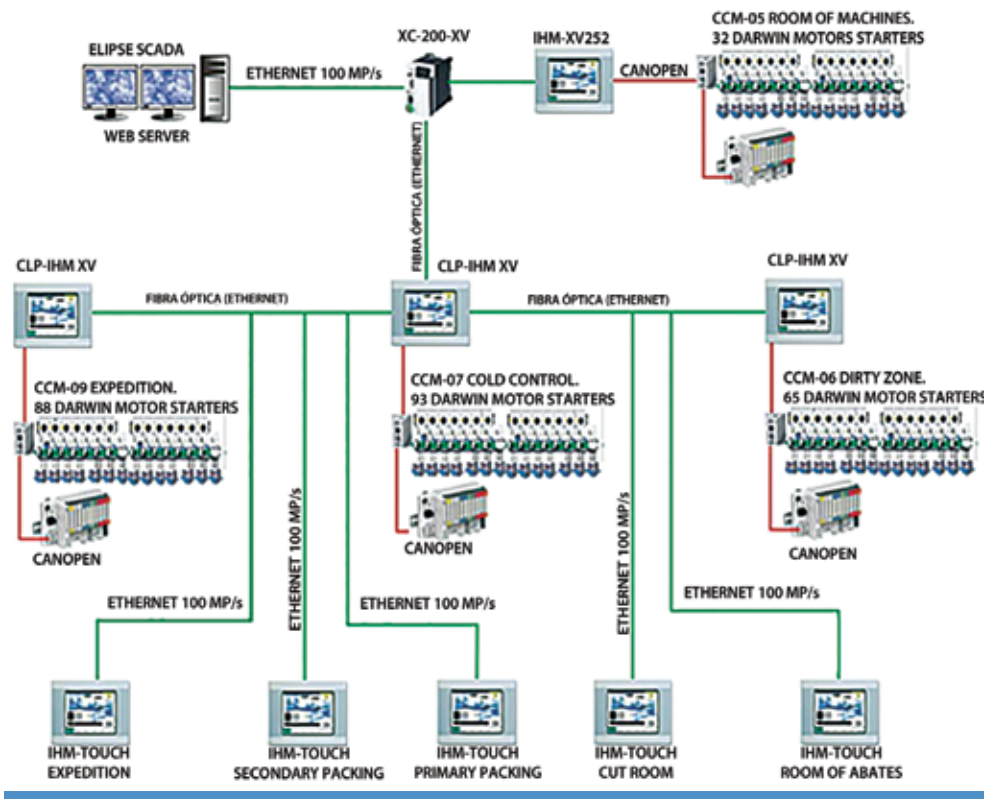 CCM-05 ROOM OF MACHINES.
32 DARWIN MOTORS STARTERS
XC-200-XV
IHM-XV252
ELIPSE SCADA
ETHERNET 100 MP/s
CANOPEN
WEB SERVER
FIBRA ÓPTICA (ETHERNET)
CLP-IHM XV
CLP-IHM XV
CLP-IHM XV
FIBRA ÓPTICA (ETHERNET)
FIBRA ÓPTICA (ETHERNET)
CCM-09 EXPEDITION.
88 DARWIN MOTOR STARTERS
CCM-07 COLD CONTROL.
93 DARWIN MOTOR STARTERS
CCM-06 DIRTY ZONE.
65 DARWIN MOTOR STARTERS
CANOPEN
CANOPEN
CANOPEN
ETHERNET 100 MP/s
ETHERNET 100 MP/s
ETHERNET 100 MP/s
ETHERNET 100 MP/s
ETHERNET 100 MP/s
IHM-TOUCH
EXPEDITION
IHM-TOUCH
SECONDARY PACKING
IHM-TOUCH
PRIMARY PACKING
IHM-TOUCH
CUT ROOM
IHM-TOUCH
ROOM OF ABATES